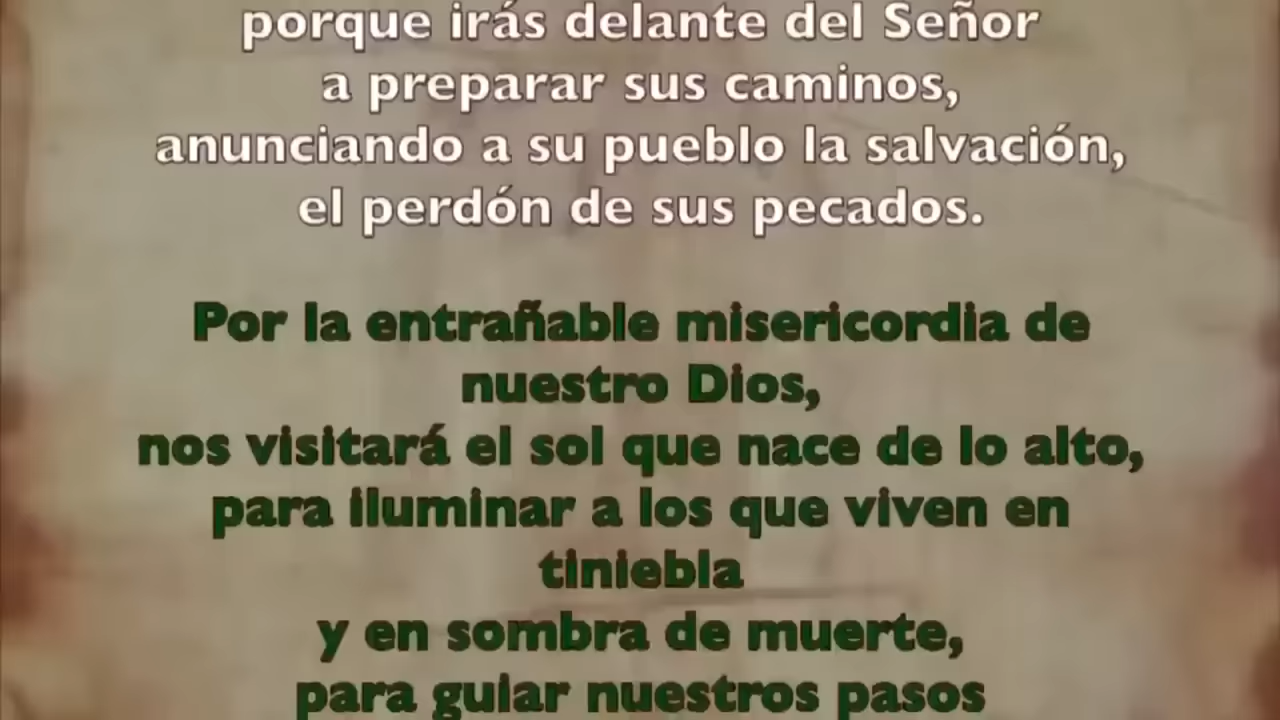 porque irás delante del Señor
a preparar sus caminos,
anunciando a su pueblo la salvación,
el perdón de sus pecados.
Por la entrañable misericordia de
nuestro Dios,
nos visitará el sol que nace de lo alto,
para iluminar a los que viven en
tiniebla
y en sombra de muerte,
para guiar nuestros pasos